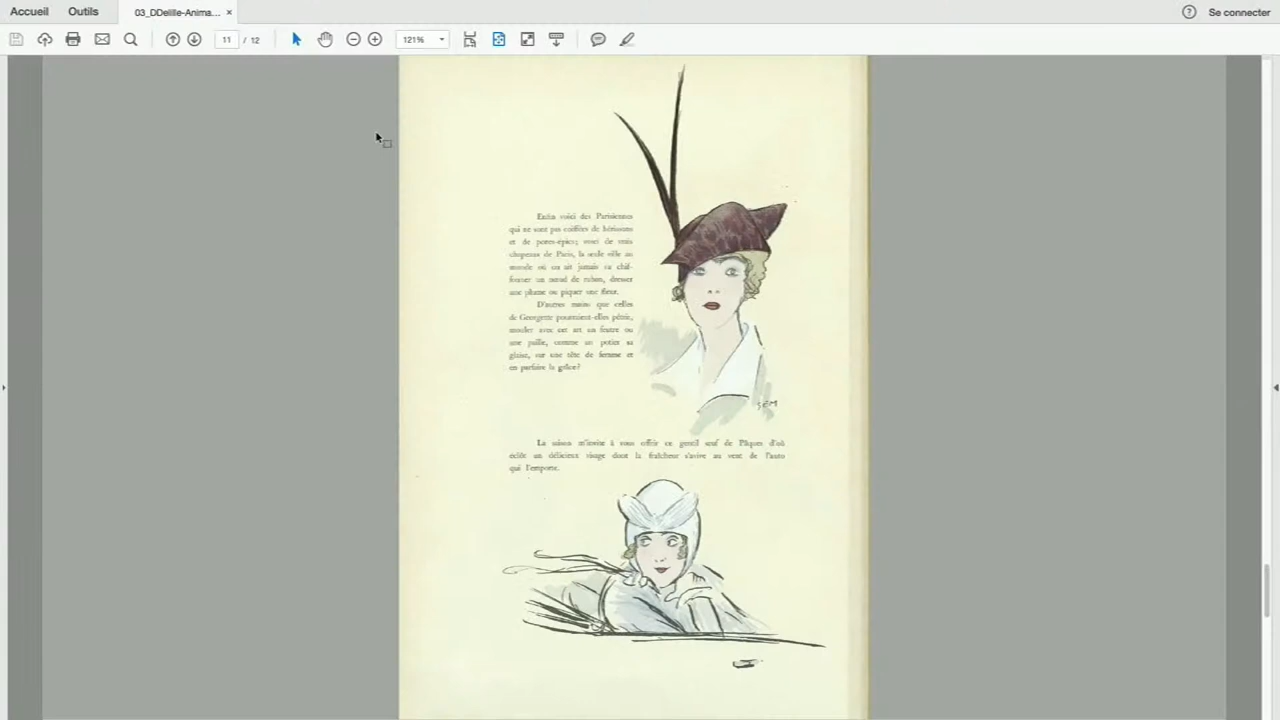 Accueil Outils 03_DDelille-Anima... × ? Se connecter
11 / 12 121%
Enfin voici des Parisiennes
qui ne sont pas coiffées de hérissons
et de porcs-épics; voici de vrais
chapeaux de Paris, la seule ville au
monde où on ait jamais su chif-
fonner un nœud de ruban, dresser
une plume ou piquer une fleur.
D'autres mains que celles
de Georgette pourraient-elles pétrir,
modeler avec cet art un feutre ou
une paille, comme un potier sa
glaise, sur une tête de femme et
en parfaire la grâce?
SEM
La saison m'invite à vous offrir ce gentil œuf de Pâques d'où
éclôt un délicieux visage dont la fraîcheur s'avive au vent de l'auto
qui l'emporte.